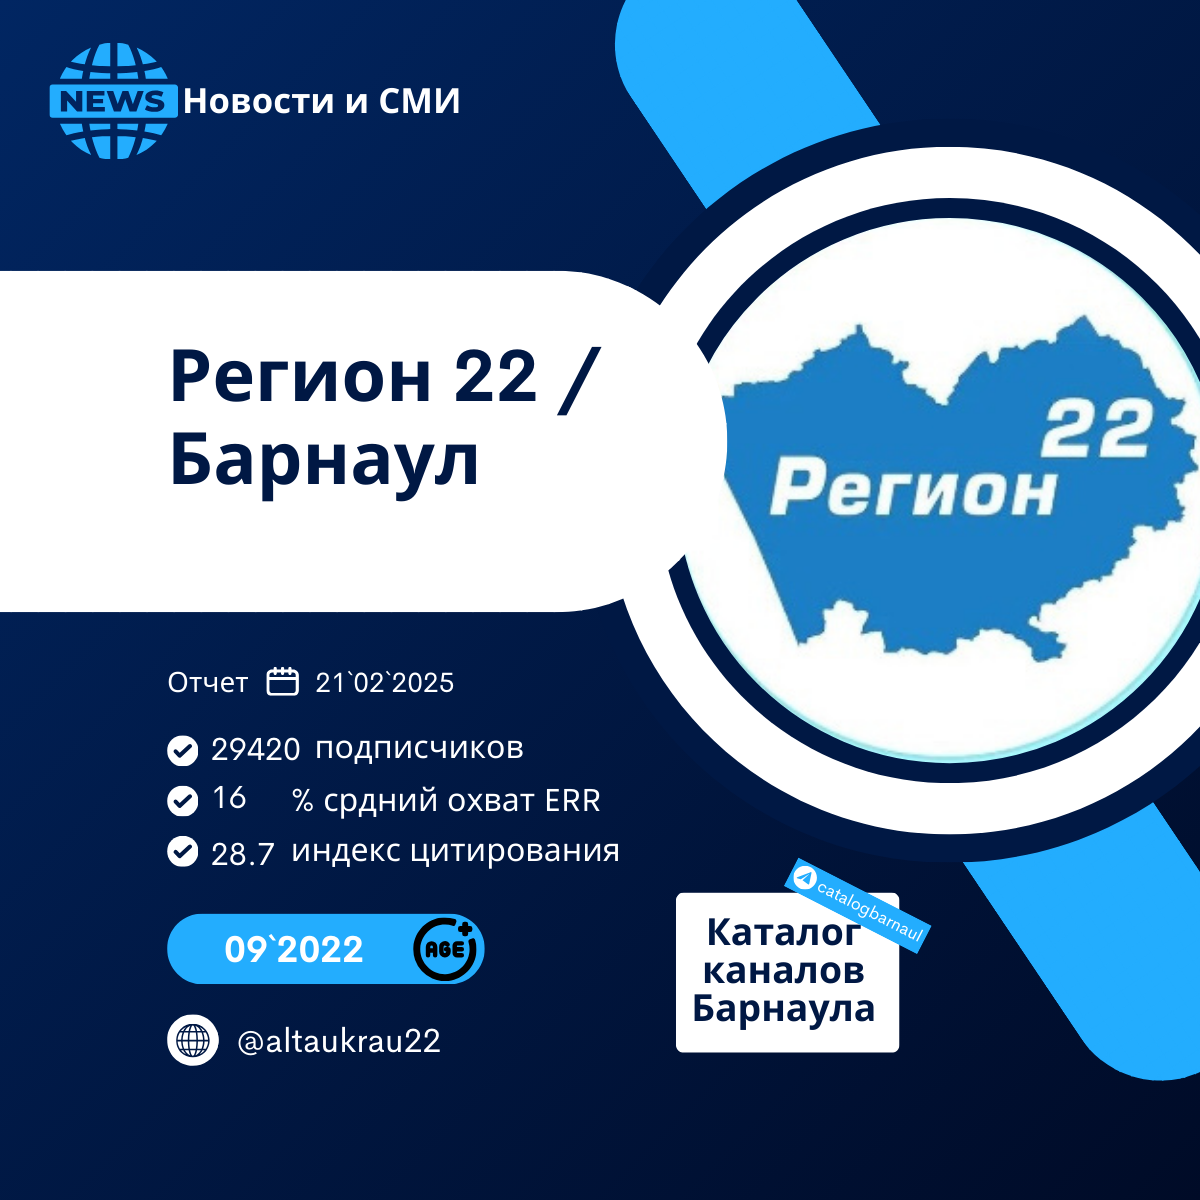 NEWS
Новости и СМИ
Регион 22 /
Барнаул
22
Регион
Отчет 21`02`2025
29420 подписчиков
16 % срдний охват ERR
28.7 индекс цитирования
09`2022
AGE+
@altaukrau22
catalogbarnaul
Каталог
каналов
Барнаула